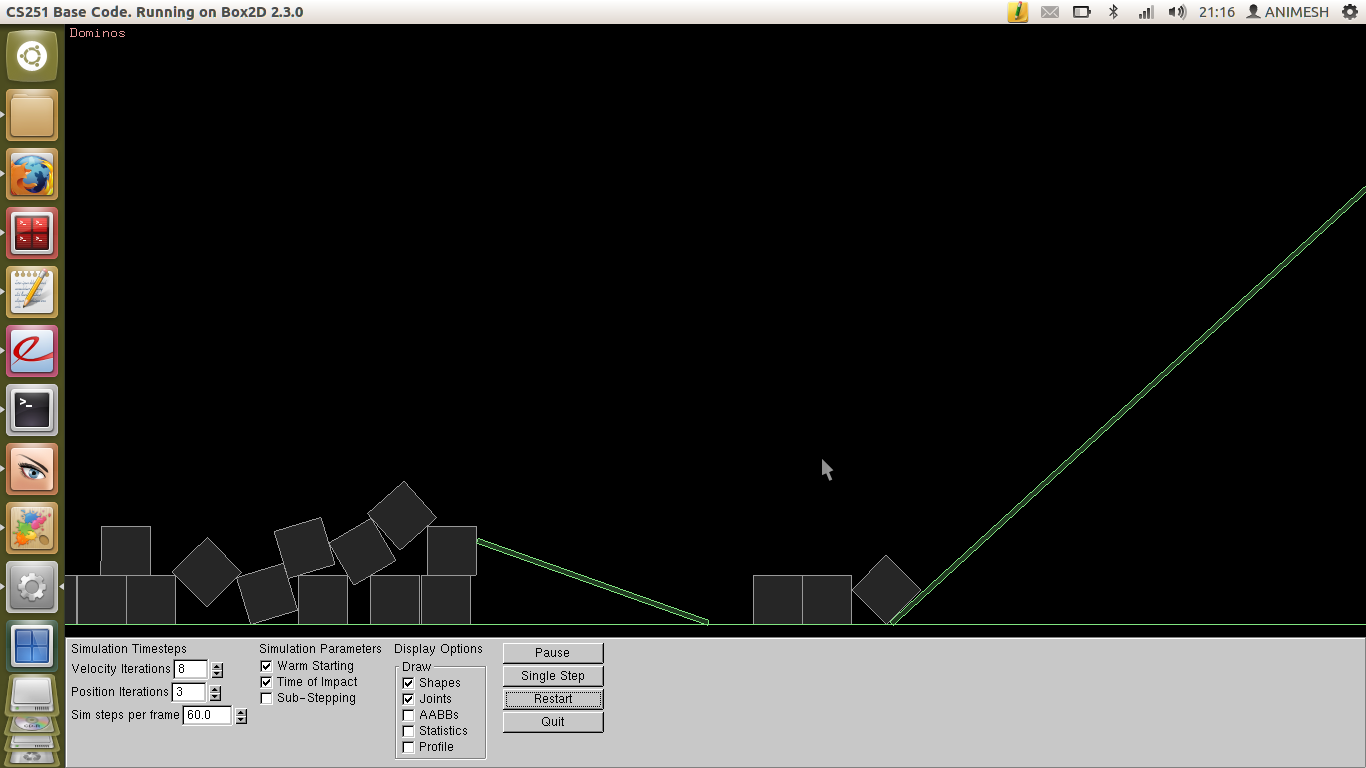 CS251 Base Code. Running on Box2D 2.3.0
21:16 ANIMESH
Dominos
Simulation Timesteps
Velocity Iterations 8
Position Iterations 3
Sim steps per frame 60.0
Simulation Parameters
Warm Starting
Time of Impact
Sub-Stepping
Display Options
Draw
Shapes
Joints
AABBs
Statistics
Profile
Pause
Single Step
Restart
Quit